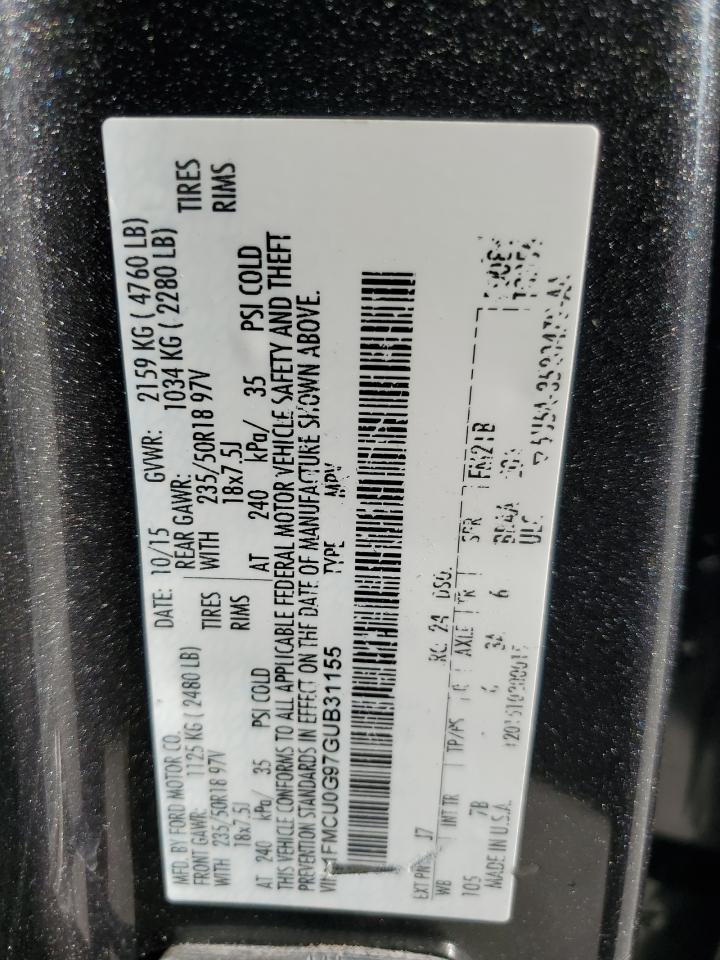 MFD. BY FORD MOTOR CO. DATE: 10/15 GVWR: 2159 KG ( 4760 LB)
FRONT GAWR: 1125 KG ( 2480 LB) REAR GAWR: 1034 KG ( 2280 LB)
WITH 235/50R18 97V TIRES WITH 235/50R18 97V TIRES
18x7.5J RIMS 18x7.5J RIMS
AT 240 kPa/ 35 PSI COLD AT 240 kPa/ 35 PSI COLD
THIS VEHICLE CONFORMS TO ALL APPLICABLE FEDERAL MOTOR VEHICLE SAFETY AND THEFT
PREVENTION STANDARDS IN EFFECT ON THE DATE OF MANUFACTURE SHOWN ABOVE.
FMCU0G97GUB31155 TYPE MPV
EXT PNT J7 RC: 24 DSO:
WB INT TR TP/PS AXLE TR SPR FM21B
105 7B 6
MADE IN U.S.A.